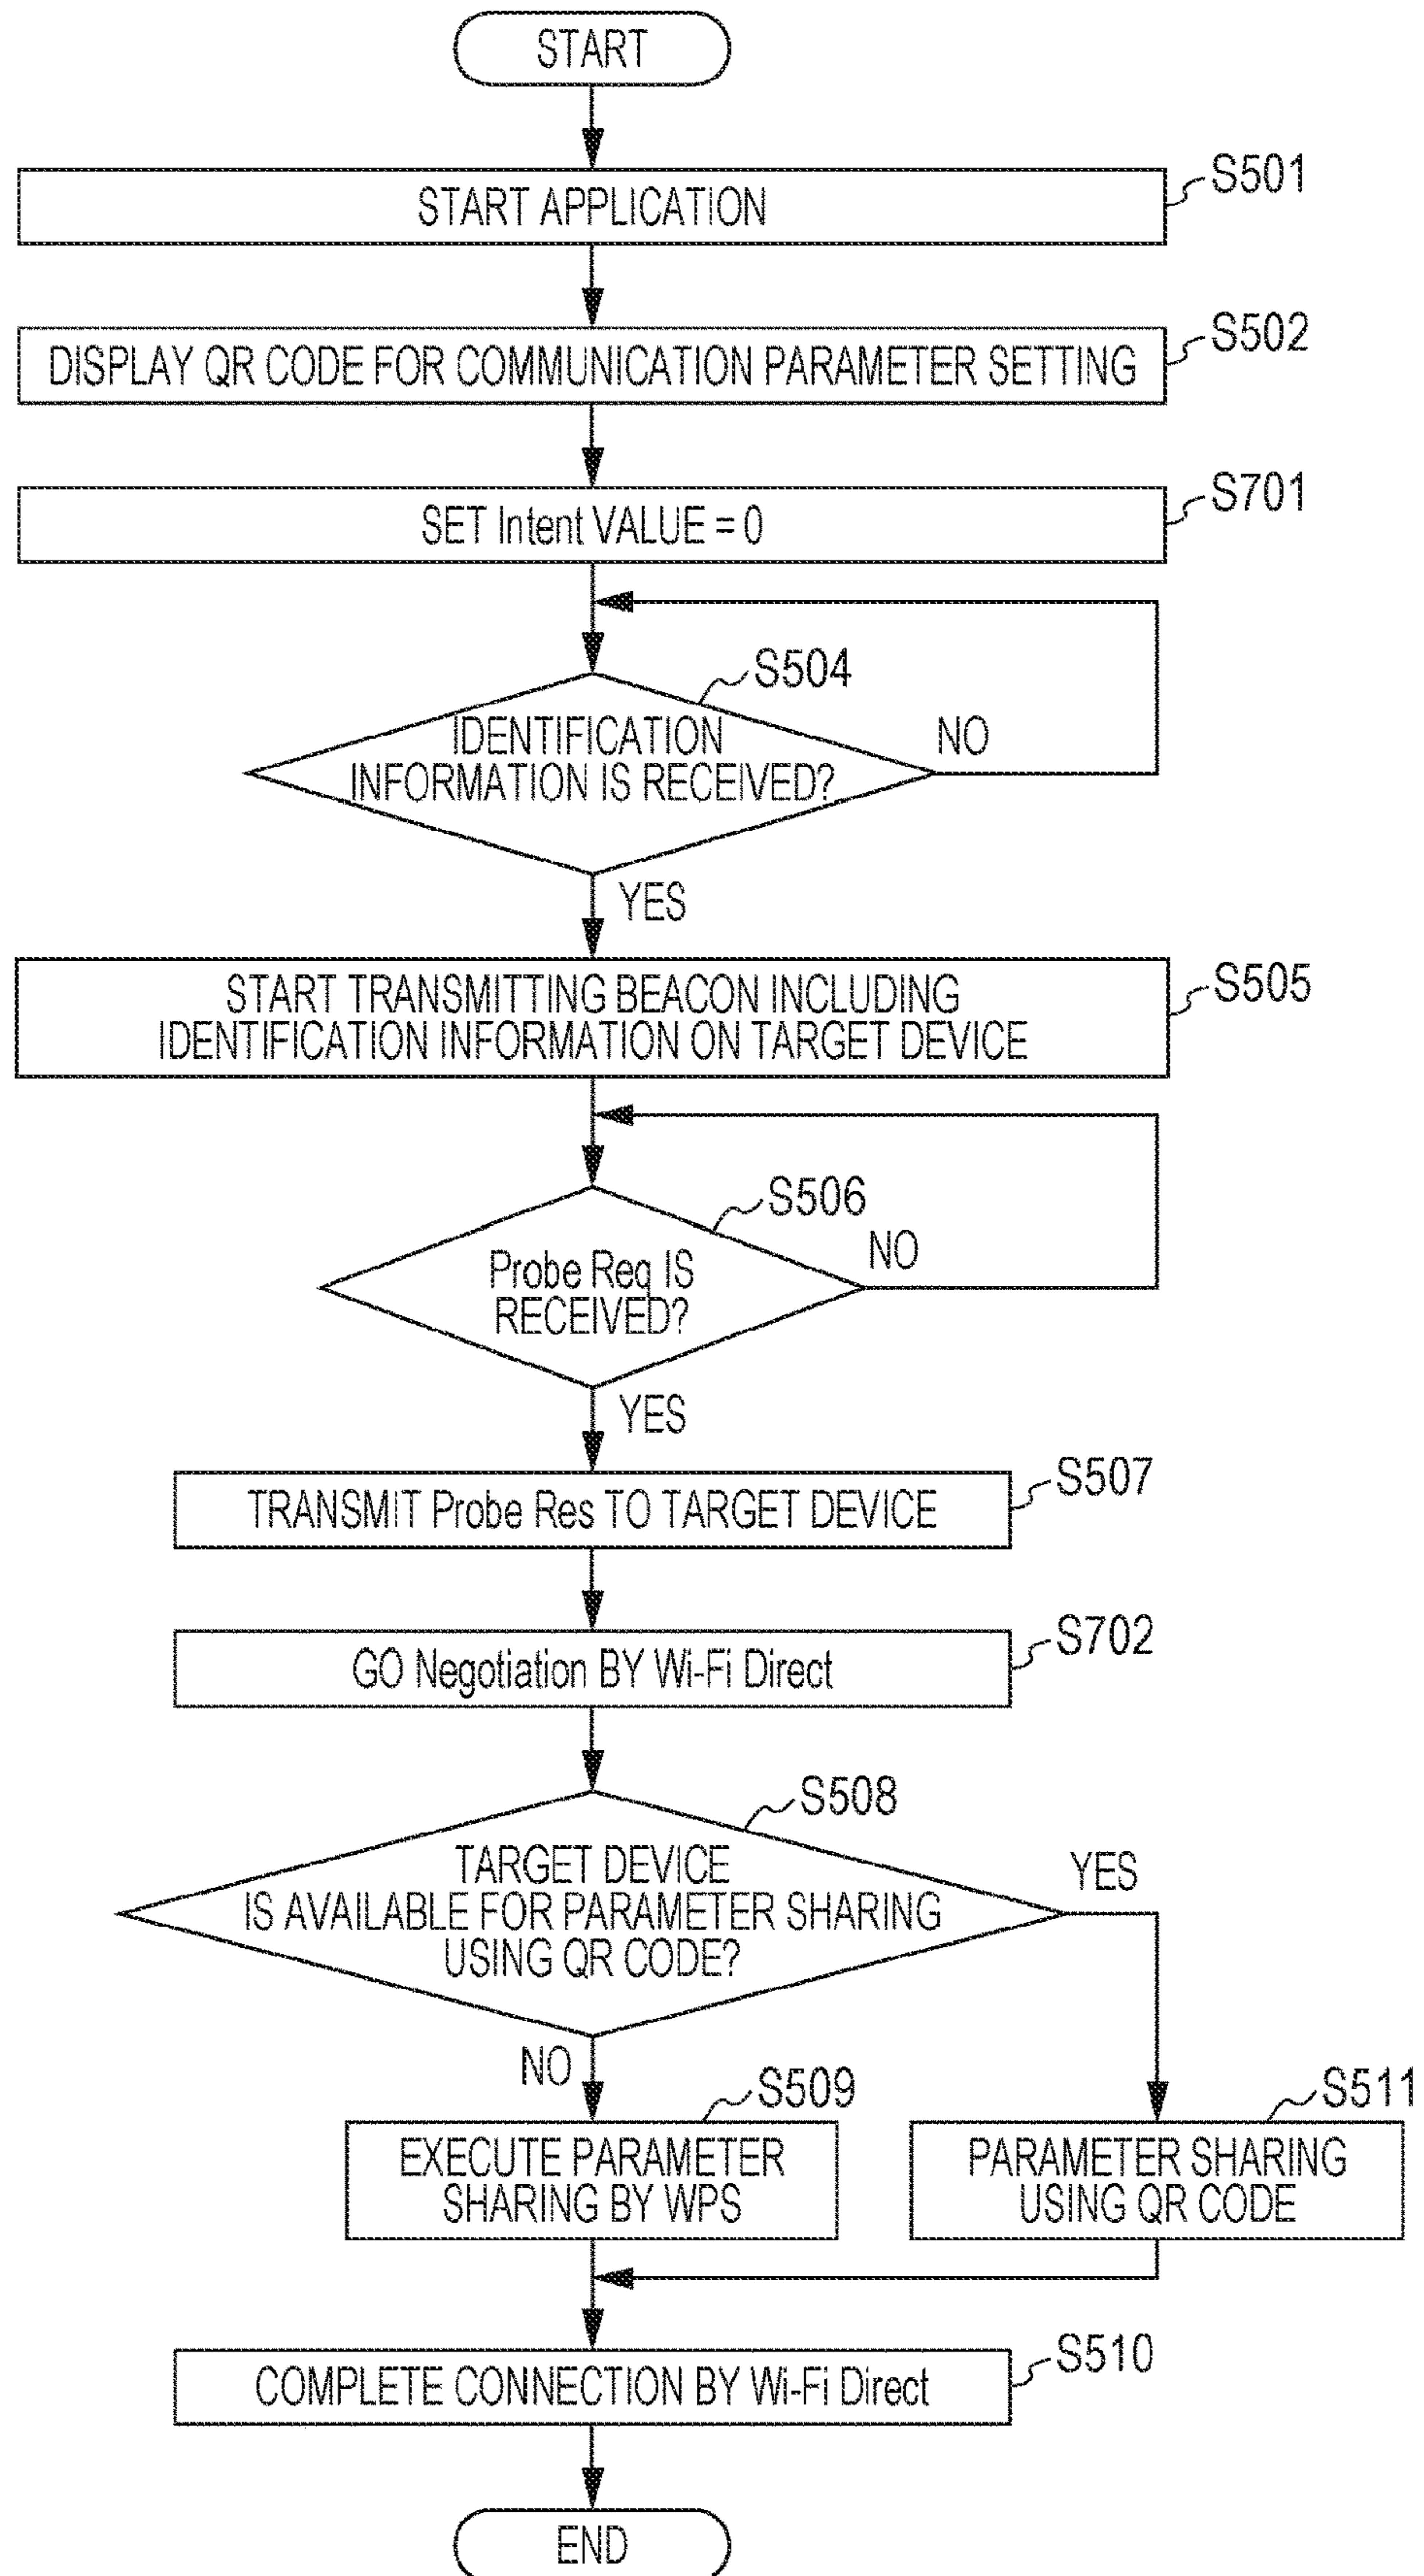 START
START APPLICATION
S501
DISPLAY QR CODE FOR COMMUNICATION PARAMETER SETTING
S502
SET Intent VALUE = 0
S701
S504
IDENTIFICATION
INFORMATION IS RECEIVED?
NO
YES
START TRANSMITTING BEACON INCLUDING
IDENTIFICATION INFORMATION ON TARGET DEVICE
S505
S506
Probe Req IS
RECEIVED?
NO
YES
TRANSMIT Probe Res TO TARGET DEVICE
S507
GO Negotiation BY Wi-Fi Direct
S702
S508
TARGET DEVICE
IS AVAILABLE FOR PARAMETER SHARING
USING QR CODE?
YES
NO
S509
EXECUTE PARAMETER
SHARING BY WPS
S511
PARAMETER SHARING
USING QR CODE
COMPLETE CONNECTION BY Wi-Fi Direct
S510
END